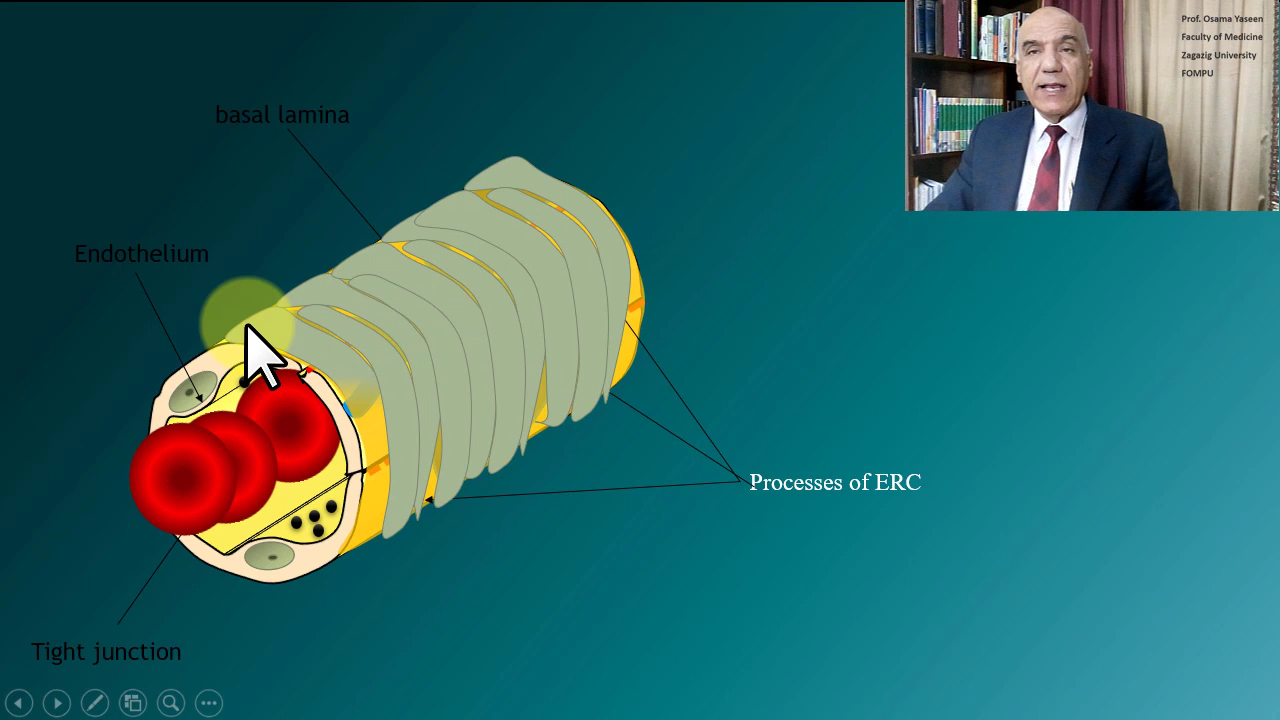 Prof. Osama Yaseen
Faculty of Medicine
Zagazig University
FOMPU
basal lamina
Endothelium
Processes of ERC
Tight junction